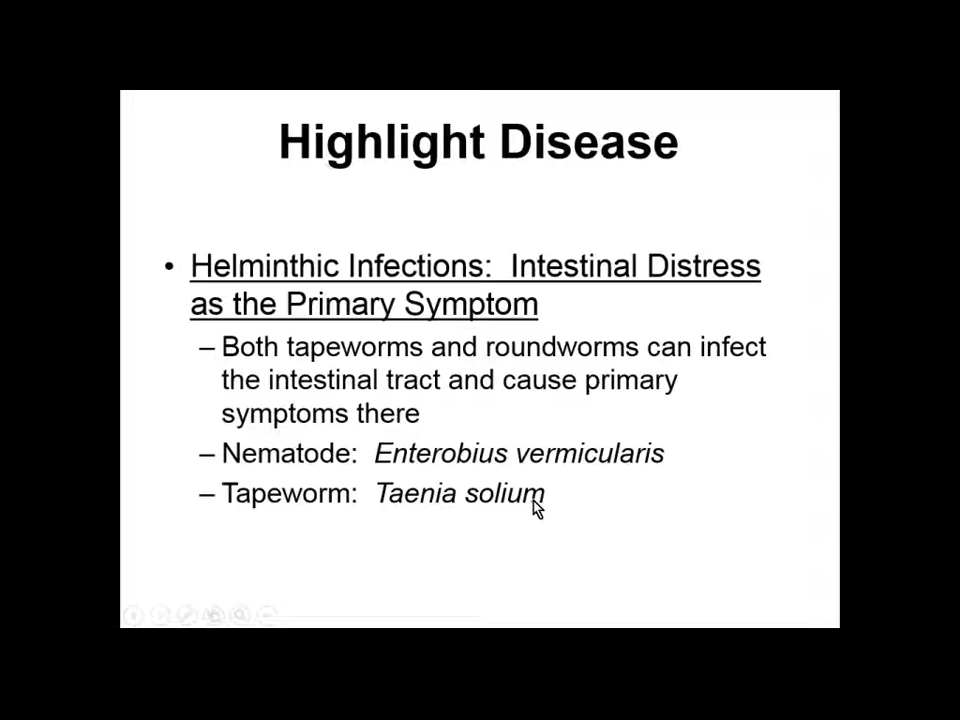 Highlight Disease
• Helminthic Infections: Intestinal Distress
as the Primary Symptom
– Both tapeworms and roundworms can infect
the intestinal tract and cause primary
symptoms there
– Nematode: Enterobius vermicularis
– Tapeworm: Taenia solium